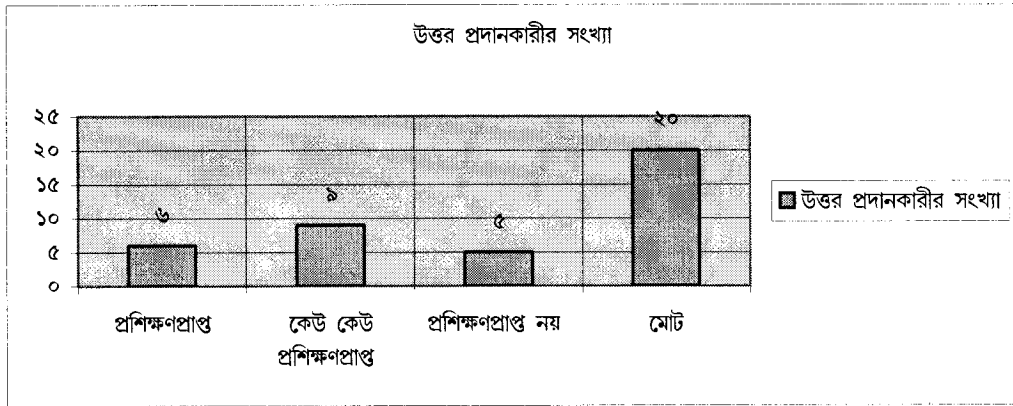 উত্তর প্রদানকারীর সংখ্যা
২৫
২০
১৫
১০
৫
০
৬
৯
৫
২০
প্রশিক্ষণপ্রাপ্ত
কেউ কেউ
প্রশিক্ষণপ্রাপ্ত
প্রশিক্ষণপ্রাপ্ত নয়
মোট
উত্তর প্রদানকারীর সংখ্যা